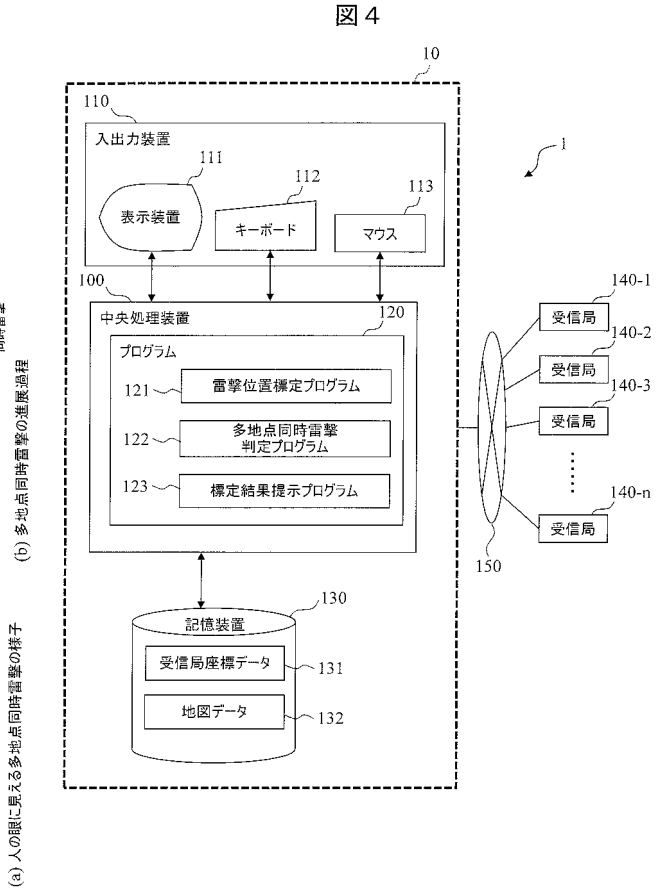 図4
10
110
入出力装置
111
表示装置
112
キーボード
113
マウス
1
100
中央処理装置
120
プログラム
121
雷撃位置標定プログラム
122
多地点同時雷撃
判定プログラム
123
標定結果提示プログラム
130
記憶装置
受信局座標データ
131
地図データ
132
140-1
受信局
140-2
受信局
140-3
受信局
140-n
受信局
150
同時雷撃
(b) 多地点同時雷撃の進展過程
(a) 人の眼に見える多地点同時雷撃の様子